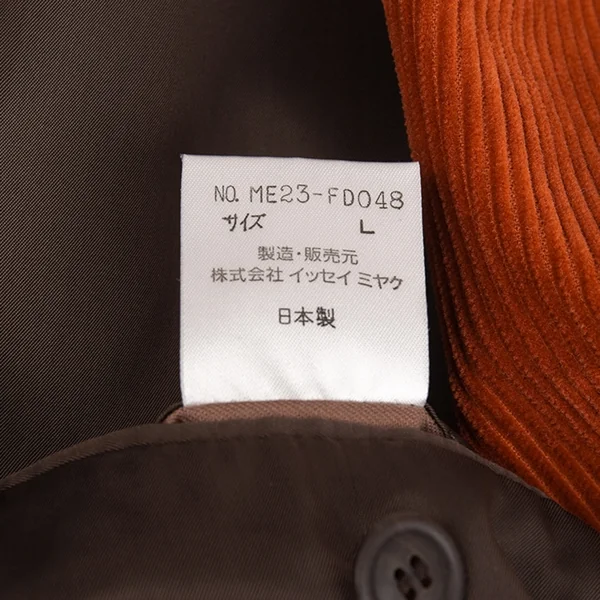 NO. ME23-FD048
サイズ L
製造・販売元
株式会社 イッセイ ミヤケ
日本製